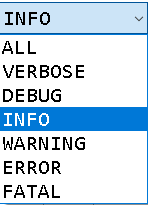 INFO
ALL
VERBOSE
DEBUG
INFO
WARNING
ERROR
FATAL